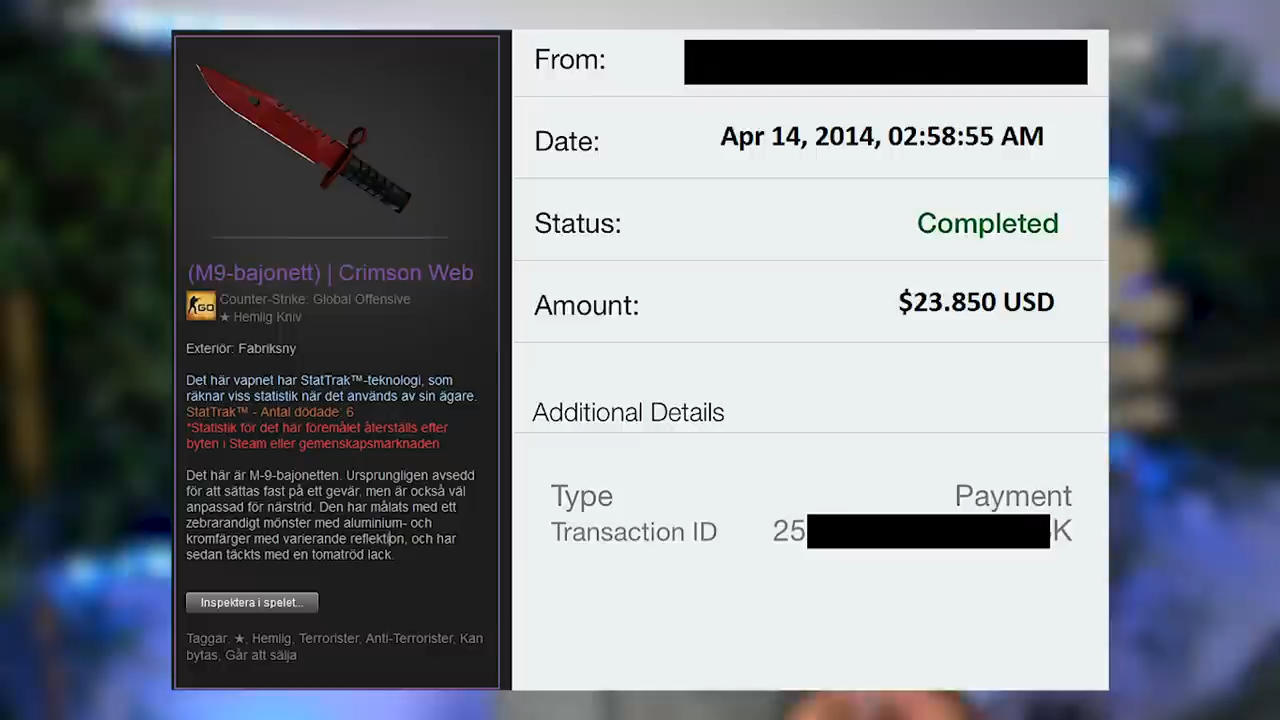 (M9-bajonett) | Crimson Web
GO
Counter-Strike: Global Offensive
★ Hemlig Kniv
Exteriör: Fabriksny
Det här vapnet har StatTrak™-teknologi, som
räknar viss statistik när det används av sin ägare.
StatTrak™ - Antal dödade: 6
*Statistik för det här föremålet återställs efter
byten i Steam eller gemenskapsmarknaden
Det här är M-9-bajonetten. Ursprungligen avsedd
för att sättas fast på ett gevär, men är också väl
anpassad för närstrid. Den har målats med ett
zebrarandigt mönster med aluminium- och
kromfärger med varierande reflektion, och har
sedan täckts med en tomatröd lack.
Inspektera i spelet...
Taggar: ★, Hemlig, Terrorister, Anti-Terrorister, Kan
bytas, Går att sälja
From:
Date: Apr 14, 2014, 02:58:55 AM
Status: Completed
Amount: $23.850 USD
Additional Details
Type Payment
Transaction ID 25 K